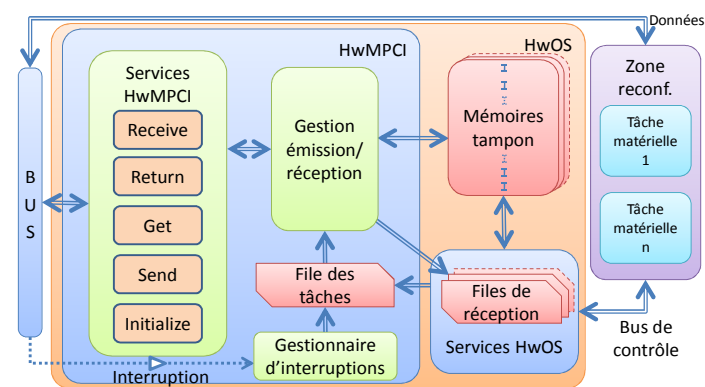 Données
HwMPCI
HwOS
Services
HwMPCI
Receive
Return
Get
Send
Initialize
B
U
S
Gestion
émission/
réception
Mémoires
tampon
Zone
reconf.
Tâche
matérielle
1
Tâche
matérielle
n
File des
tâches
Files de
réception
Services HwOS
Bus de
contrôle
Gestionnaire
d'interruptions
Interruption